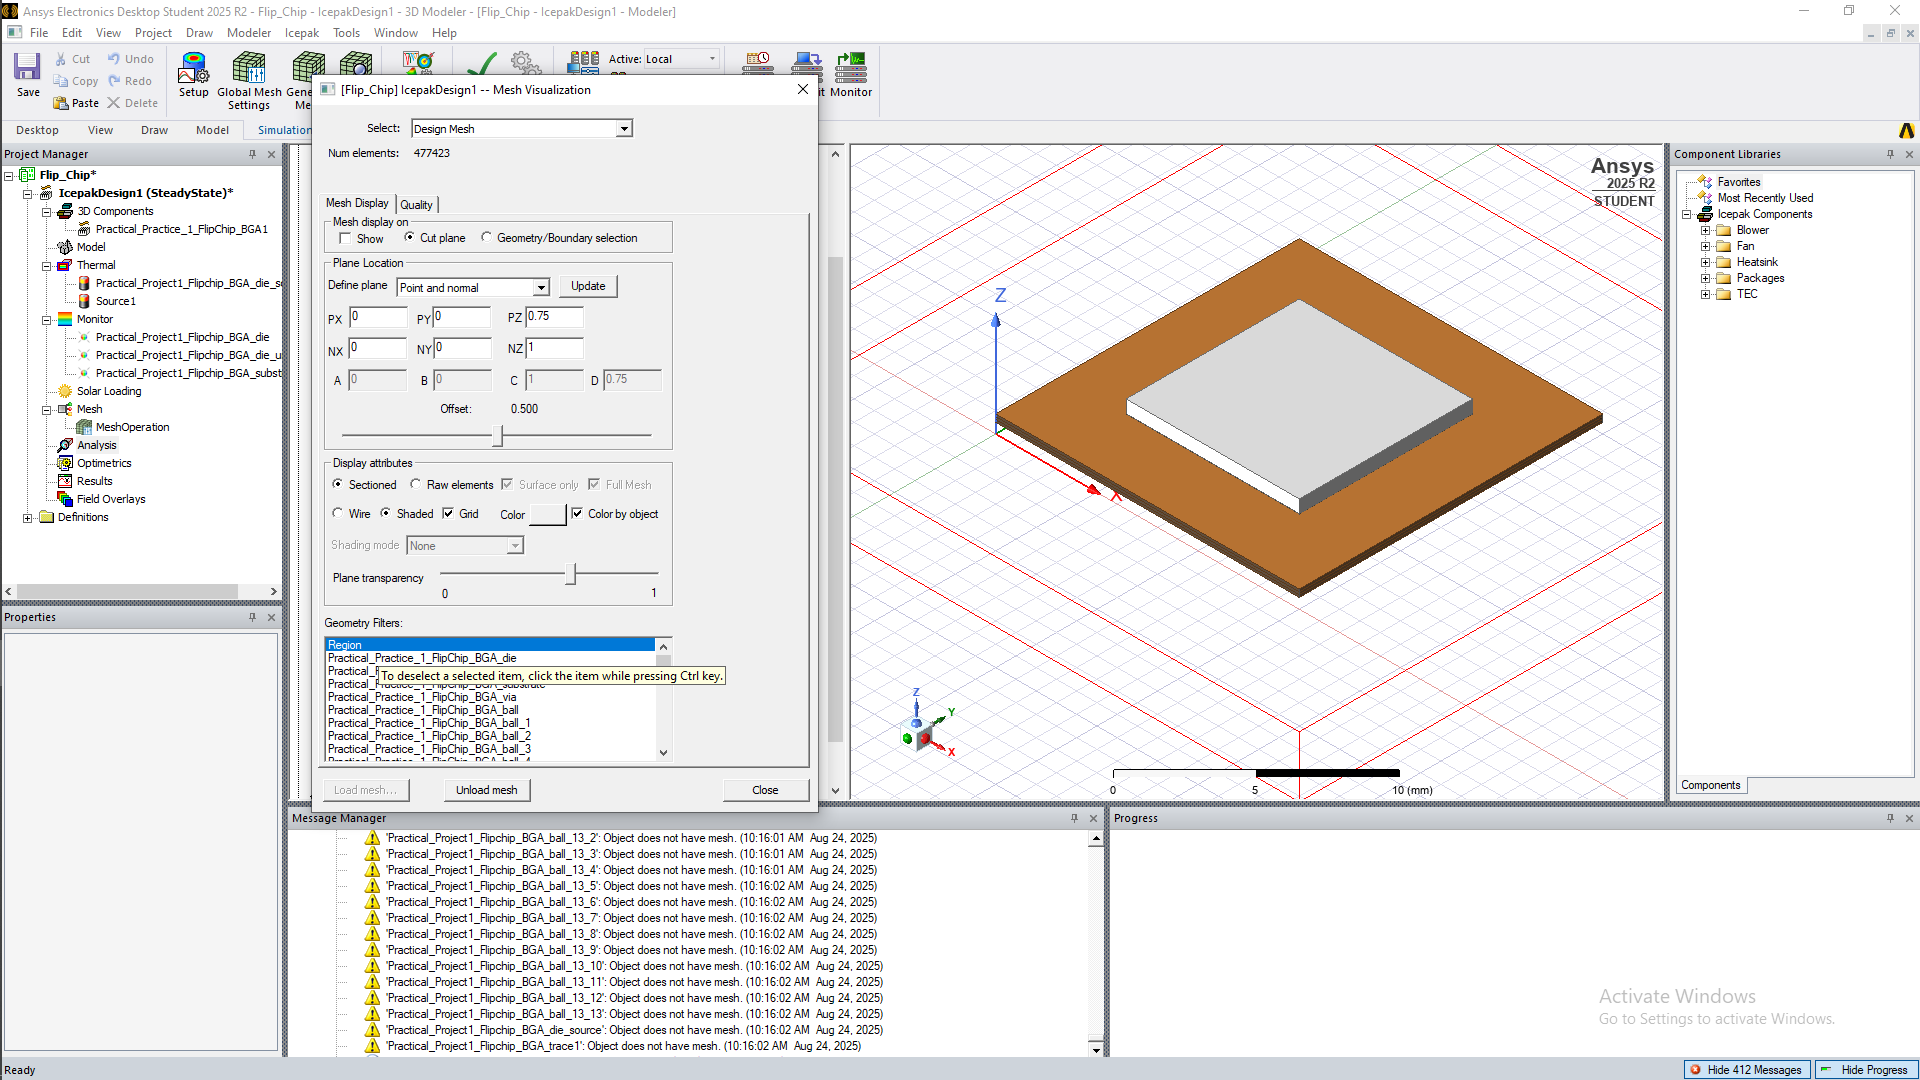 Ansys Electronics Desktop Student 2025 R2 - Flip_Chip - IcepakDesign1 - 3D Modeler - [Flip_Chip - IcepakDesign1 - Modeler]
File Edit View Project Draw Modeler Icepak Tools Window Help
Save
Cut
Copy
Paste
Undo
Redo
Delete
Setup
Global Mesh Settings
Active: Local
Monitor
Desktop View Draw Model Simulation
Project Manager
Flip_Chip*
IcepakDesign1 (SteadyState)*
3D Components
Practical_Practice_1_FlipChip_BGA1
Model
Thermal
Practical_Project1_Flipchip_BGA_die_s
Source1
Monitor
Practical_Project1_Flipchip_BGA_die
Practical_Project1_Flipchip_BGA_die_u
Practical_Project1_Flipchip_BGA_subst
Solar Loading
Mesh
MeshOperation
Analysis
Optimetrics
Results
Field Overlays
Definitions
Properties
[Flip_Chip] IcepakDesign1 -- Mesh Visualization
Select: Design Mesh
Num elements: 477423
Mesh Display Quality
Mesh display on
Show Cut plane Geometry/Boundary selection
Plane Location
Define plane Point and normal Update
PX 0 PY 0 PZ 0.75
NX 0 NY 0 NZ 1
A 0 B 0 C 1 D 0.75
Offset: 0.500
Display attributes
Sectioned Raw elements Surface only Full Mesh
Wire Shaded Grid Color Color by object
Shading mode None
Plane transparency
0 1
Geometry Filters:
Region
Practical_Practice_1_FlipChip_BGA_die
To deselect a selected item, click the item while pressing Ctrl key.
Practical_Practice_1_FlipChip_BGA_substrate
Practical_Practice_1_FlipChip_BGA_via
Practical_Practice_1_FlipChip_BGA_ball
Practical_Practice_1_FlipChip_BGA_ball_1
Practical_Practice_1_FlipChip_BGA_ball_2
Practical_Practice_1_FlipChip_BGA_ball_3
Load mesh... Unload mesh Close
Ansys
2025 R2
STUDENT
Z
X
Z
Y
X
0 5 10 (mm)
Component Libraries
Favorites
Most Recently Used
Icepak Components
Blower
Fan
Heatsink
Packages
TEC
Components
Message Manager
'Practical_Project1_Flipchip_BGA_ball_13_2': Object does not have mesh. (10:16:01 AM Aug 24, 2025)
'Practical_Project1_Flipchip_BGA_ball_13_3': Object does not have mesh. (10:16:01 AM Aug 24, 2025)
'Practical_Project1_Flipchip_BGA_ball_13_4': Object does not have mesh. (10:16:01 AM Aug 24, 2025)
'Practical_Project1_Flipchip_BGA_ball_13_5': Object does not have mesh. (10:16:02 AM Aug 24, 2025)
'Practical_Project1_Flipchip_BGA_ball_13_6': Object does not have mesh. (10:16:02 AM Aug 24, 2025)
'Practical_Project1_Flipchip_BGA_ball_13_7': Object does not have mesh. (10:16:02 AM Aug 24, 2025)
'Practical_Project1_Flipchip_BGA_ball_13_8': Object does not have mesh. (10:16:02 AM Aug 24, 2025)
'Practical_Project1_Flipchip_BGA_ball_13_9': Object does not have mesh. (10:16:02 AM Aug 24, 2025)
'Practical_Project1_Flipchip_BGA_ball_13_10': Object does not have mesh. (10:16:02 AM Aug 24, 2025)
'Practical_Project1_Flipchip_BGA_ball_13_11': Object does not have mesh. (10:16:02 AM Aug 24, 2025)
'Practical_Project1_Flipchip_BGA_ball_13_12': Object does not have mesh. (10:16:02 AM Aug 24, 2025)
'Practical_Project1_Flipchip_BGA_ball_13_13': Object does not have mesh. (10:16:02 AM Aug 24, 2025)
'Practical_Project1_Flipchip_BGA_die_source': Object does not have mesh. (10:16:02 AM Aug 24, 2025)
'Practical_Project1_Flipchip_BGA_trace1': Object does not have mesh. (10:16:02 AM Aug 24, 2025)
Progress
Activate Windows
Go to Settings to activate Windows.
Ready
Hide 412 Messages
Hide Progress